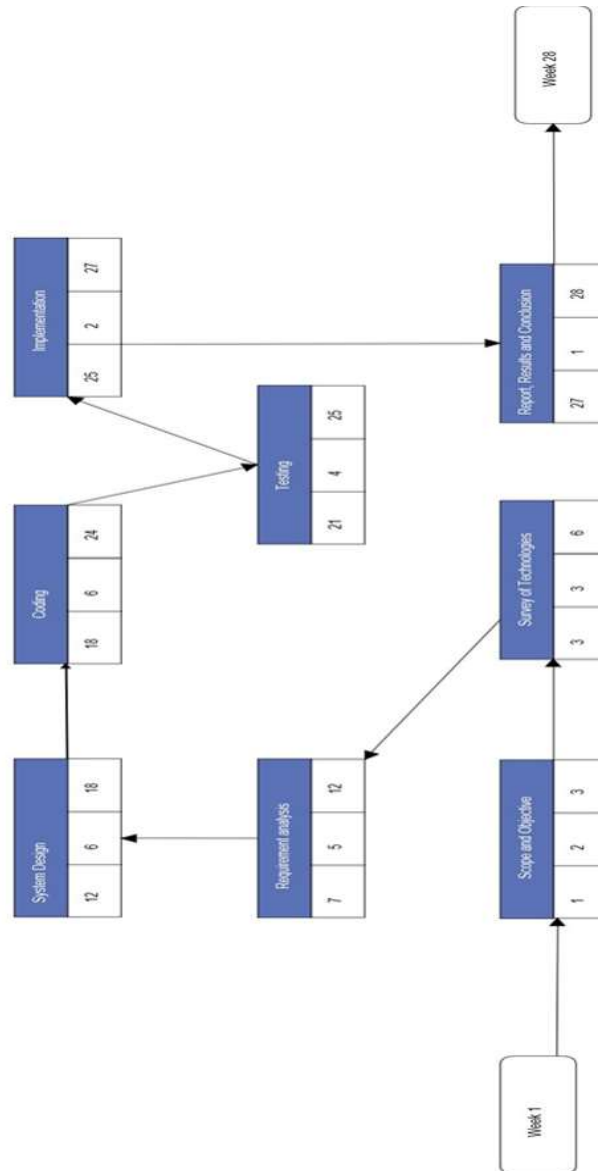 System Design
12 6 18
Coding
18 6 24
Implementation
25 2 27
Requirement analysis
7 5 12
Testing
21 4 25
Week 1
Scope and Objective
1 2 3
Survey of Technologies
3 3 6
Report, Results and Conclusion
27 1 28
Week 28